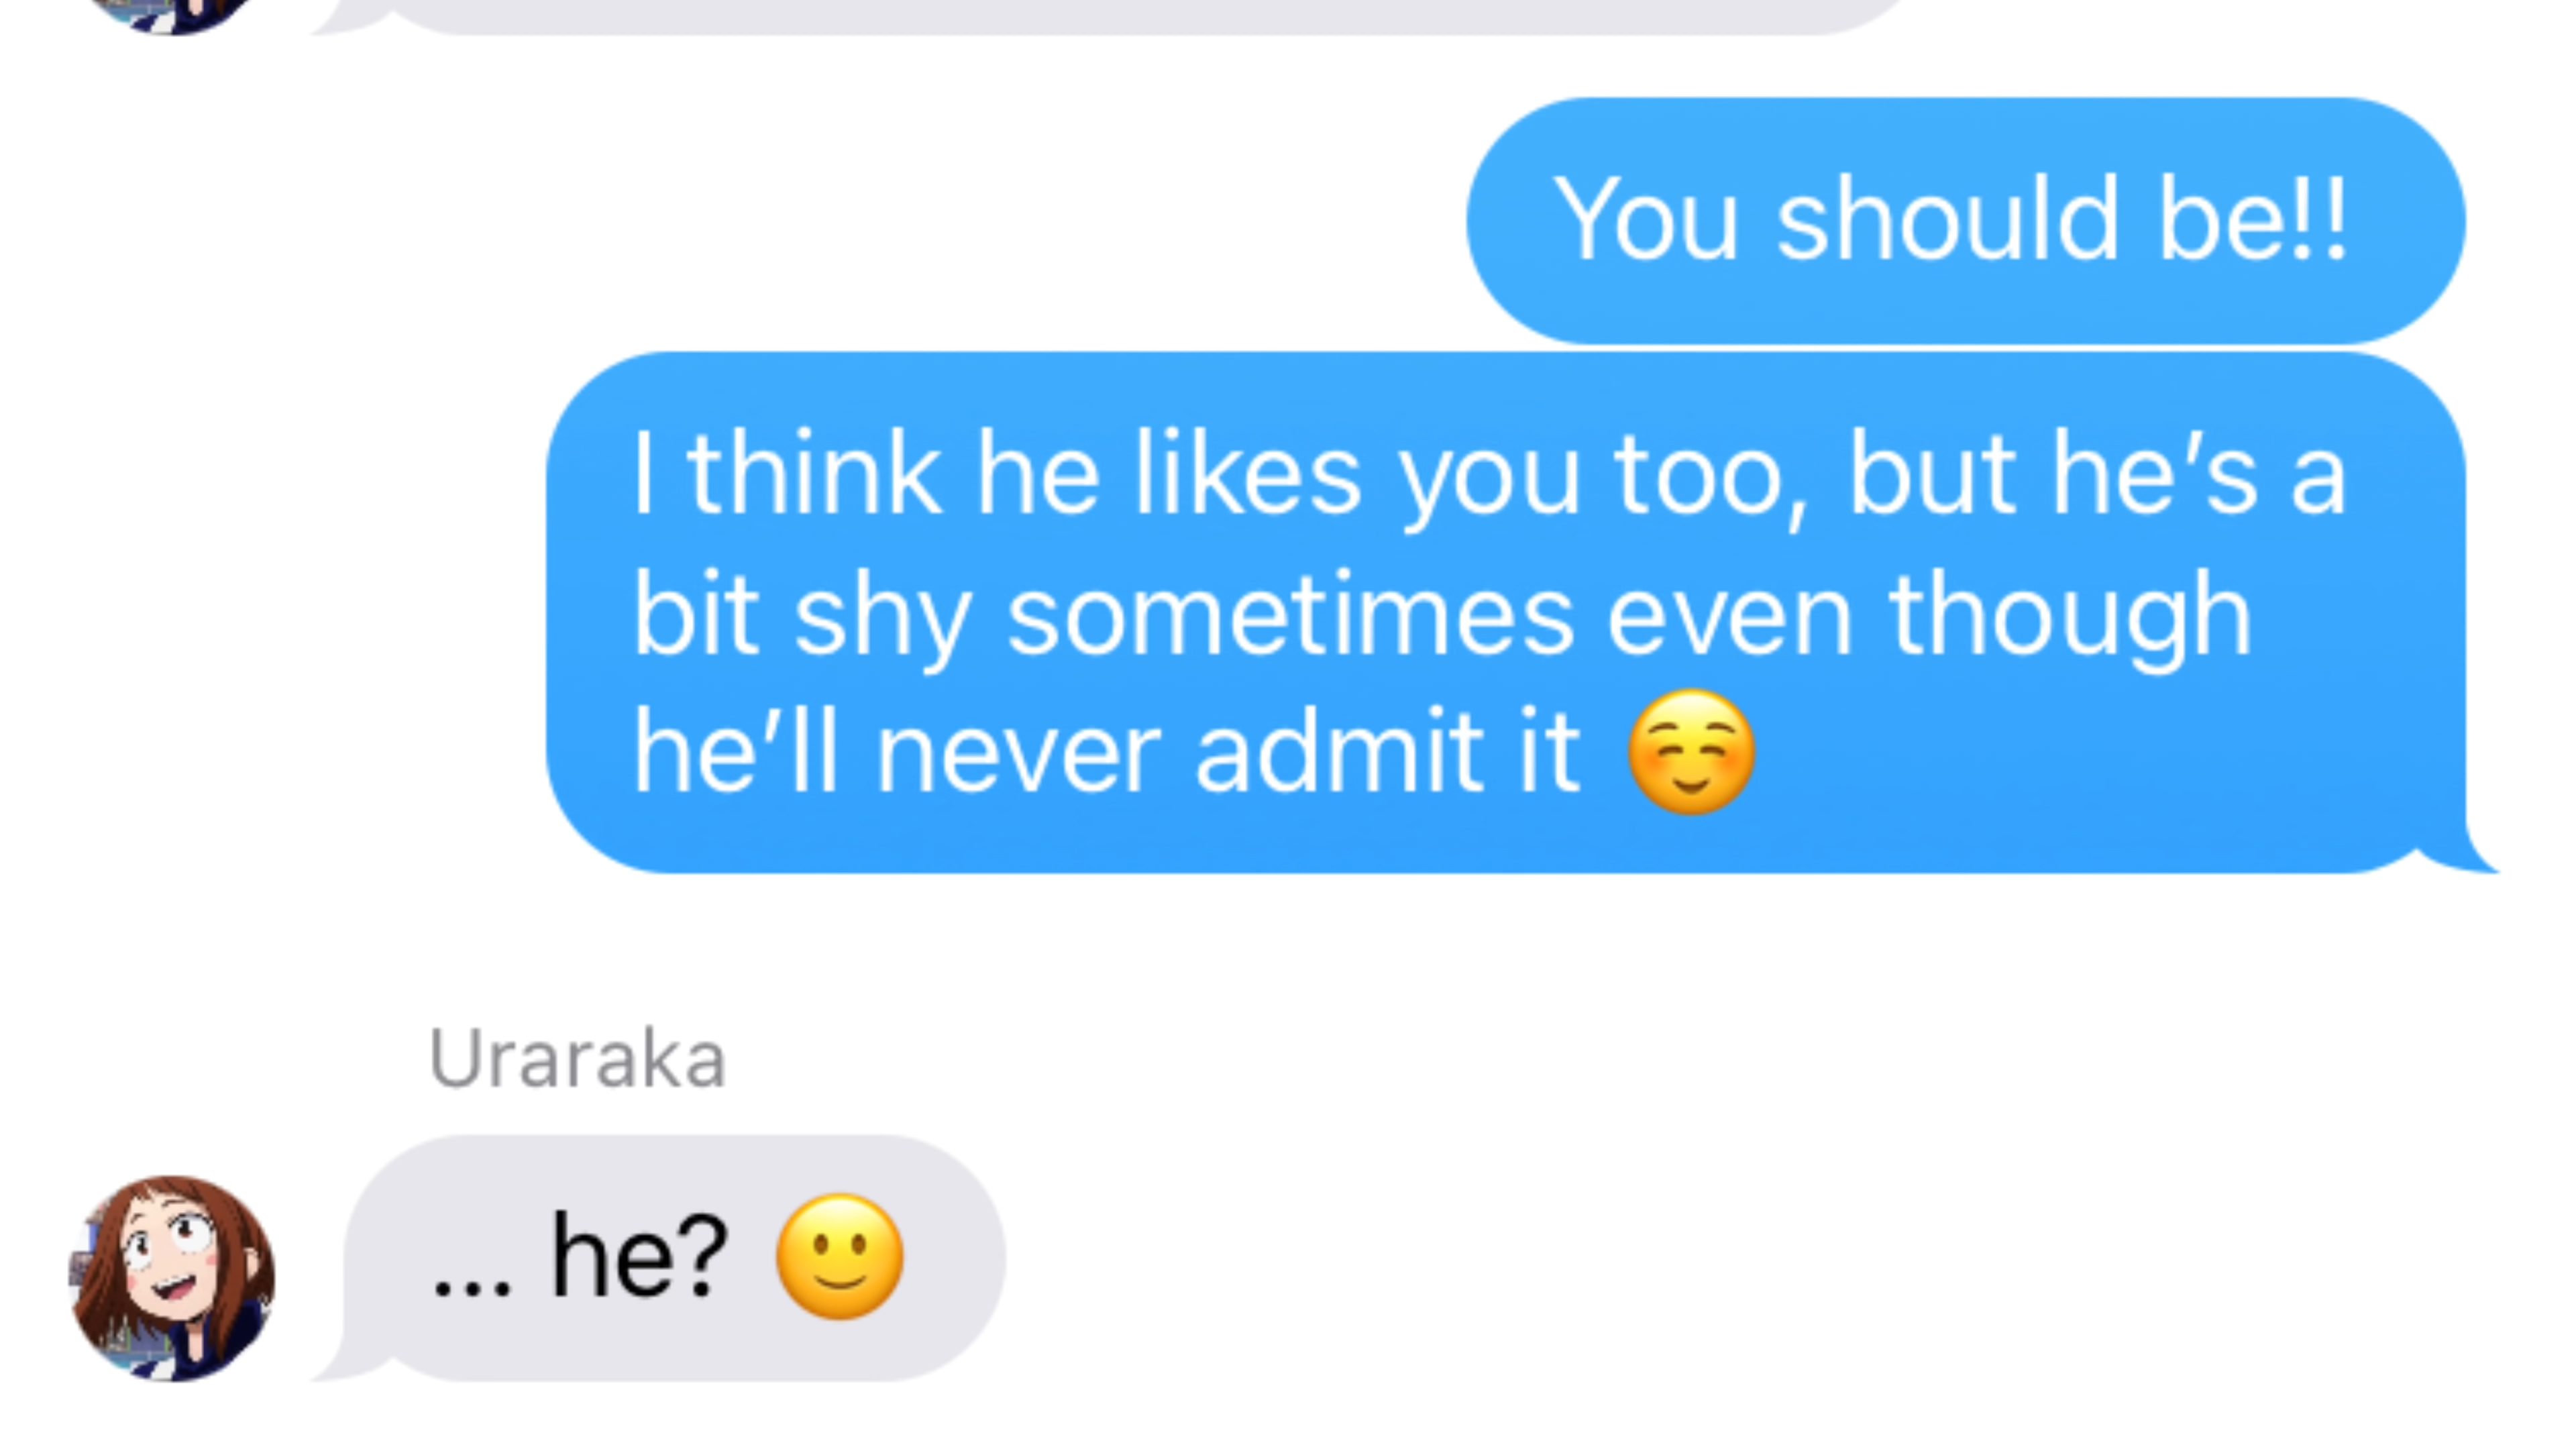 You should be!!
I think he likes you too, but he’s a
bit shy sometimes even though
he’ll never admit it ☺️
Uraraka
... he? 🙂